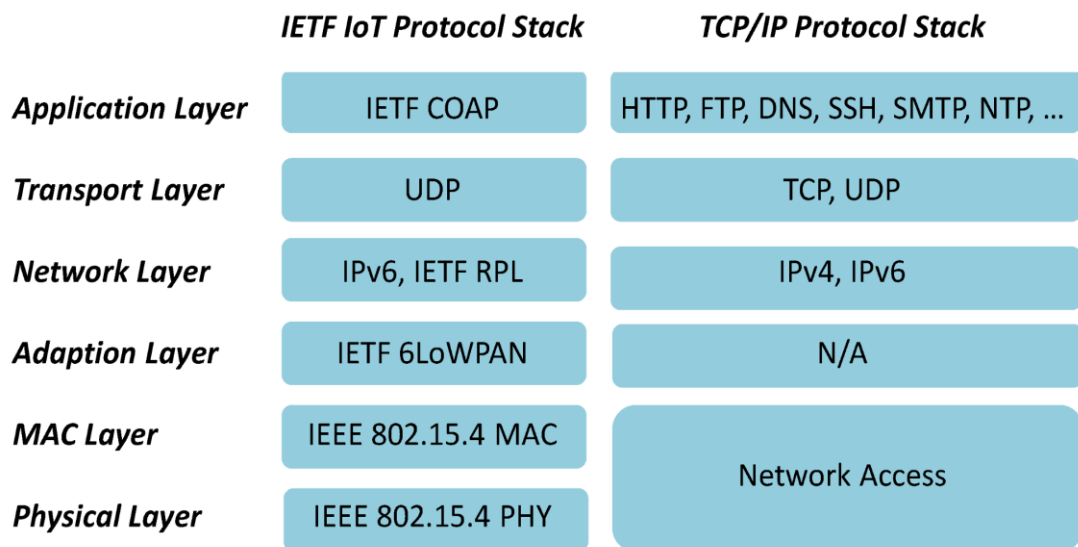 IETF IoT Protocol Stack
TCP/IP Protocol Stack
Application Layer
IETF COAP
HTTP, FTP, DNS, SSH, SMTP, NTP, ...
Transport Layer
UDP
TCP, UDP
Network Layer
IPv6, IETF RPL
IPv4, IPv6
Adaption Layer
IETF 6LoWPAN
N/A
MAC Layer
IEEE 802.15.4 MAC
Network Access
Physical Layer
IEEE 802.15.4 PHY